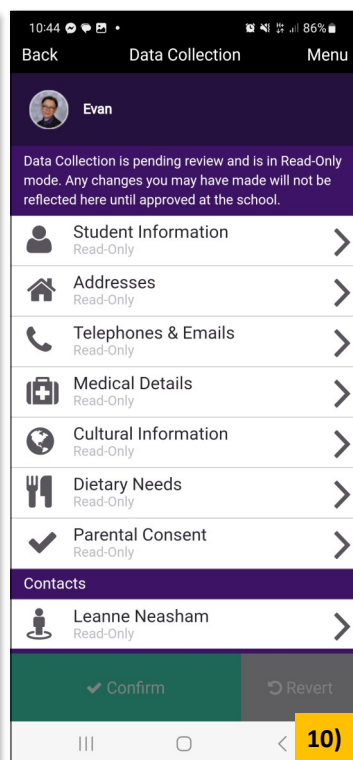 10:44 86%
Back Data Collection Menu
Evan
Data Collection is pending review and is in Read-Only
mode. Any changes you may have made will not be
reflected here until approved at the school.
Student Information
Read-Only
Addresses
Read-Only
Telephones & Emails
Read-Only
Medical Details
Read-Only
Cultural Information
Read-Only
Dietary Needs
Read-Only
Parental Consent
Read-Only
Contacts
Leanne Neasham
Read-Only
Confirm Revert
10)